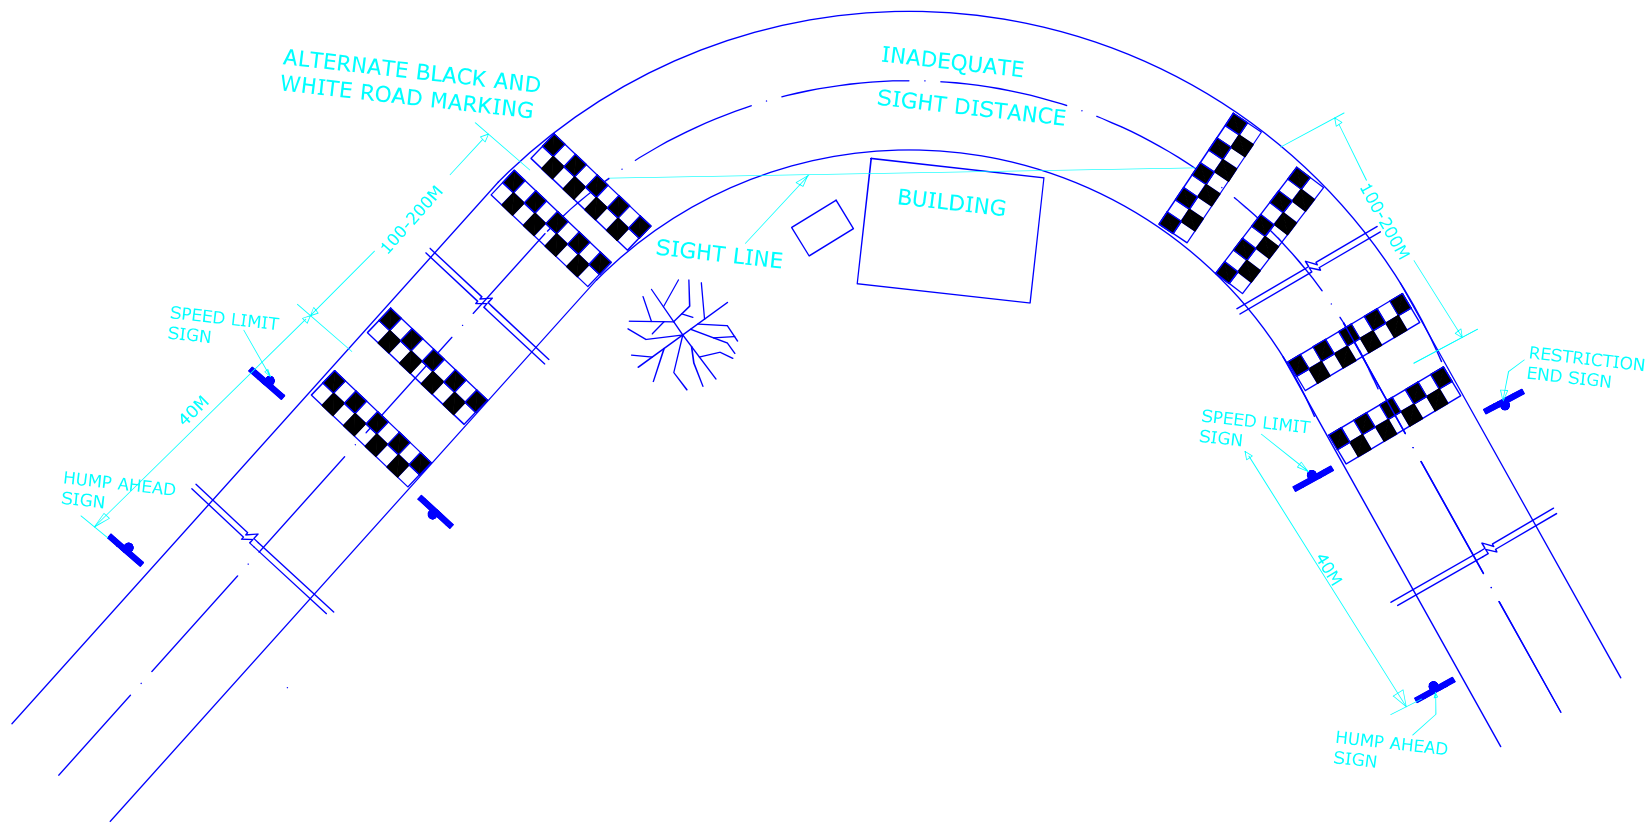 ALTERNATE BLACK AND
WHITE ROAD MARKING
INADEQUATE
SIGHT DISTANCE
100-200M
100-200M
BUILDING
SIGHT LINE
SPEED LIMIT
SIGN
RESTRICTION
END SIGN
40M
SPEED LIMIT
SIGN
HUMP AHEAD
SIGN
40M
HUMP AHEAD
SIGN